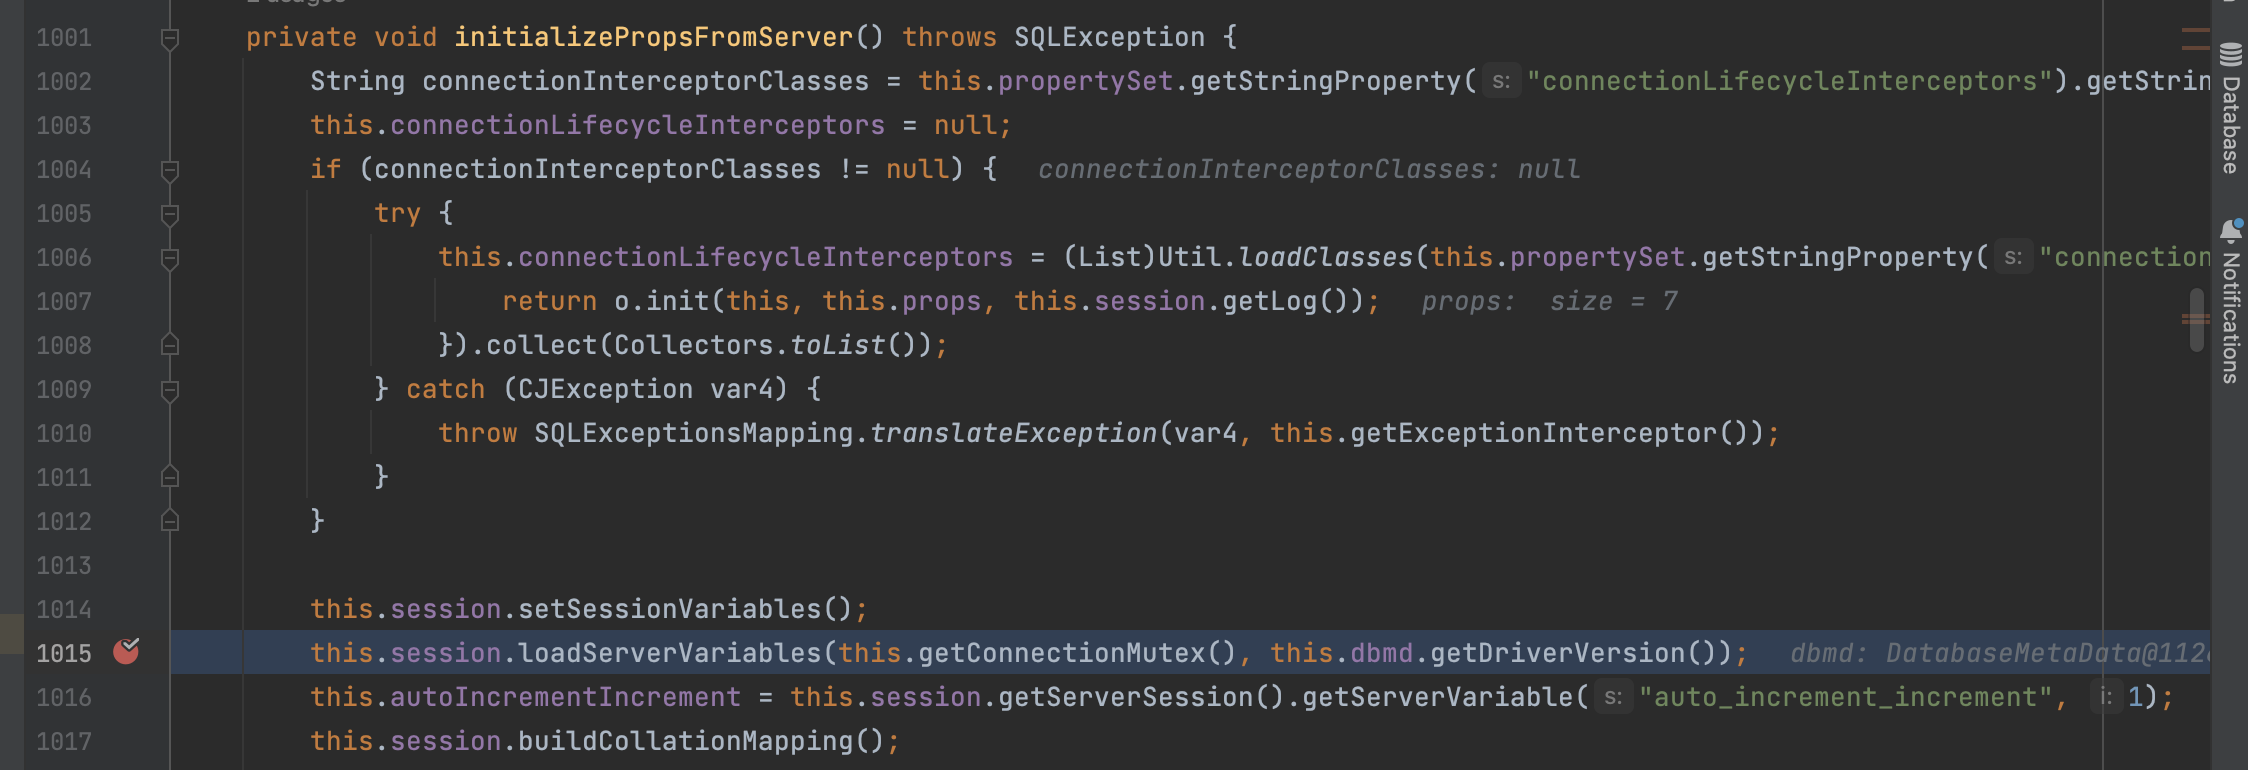 1001 private void initializePropsFromServer() throws SQLException {
1002 String connectionInterceptorClasses = this.propertySet.getStringProperty( s: "connectionLifecycleInterceptors").getStrin
1003 this.connectionLifecycleInterceptors = null;
1004 if (connectionInterceptorClasses != null) { connectionInterceptorClasses: null
1005 try {
1006 this.connectionLifecycleInterceptors = (List)Util.loadClasses(this.propertySet.getStringProperty( s: "connection
1007 return o.init(this, this.props, this.session.getLog()); props: size = 7
1008 }).collect(Collectors.toList());
1009 } catch (CJException var4) {
1010 throw SQLExceptionsMapping.translateException(var4, this.getExceptionInterceptor());
1011 }
1012 }
1013
1014 this.session.setSessionVariables();
1015 this.session.loadServerVariables(this.getConnectionMutex(), this.dbmd.getDriverVersion()); dbmd: DatabaseMetaData@112
1016 this.autoIncrementIncrement = this.session.getServerSession().getServerVariable( s: "auto_increment_increment", i: 1);
1017 this.session.buildCollationMapping();
Database
Notifications